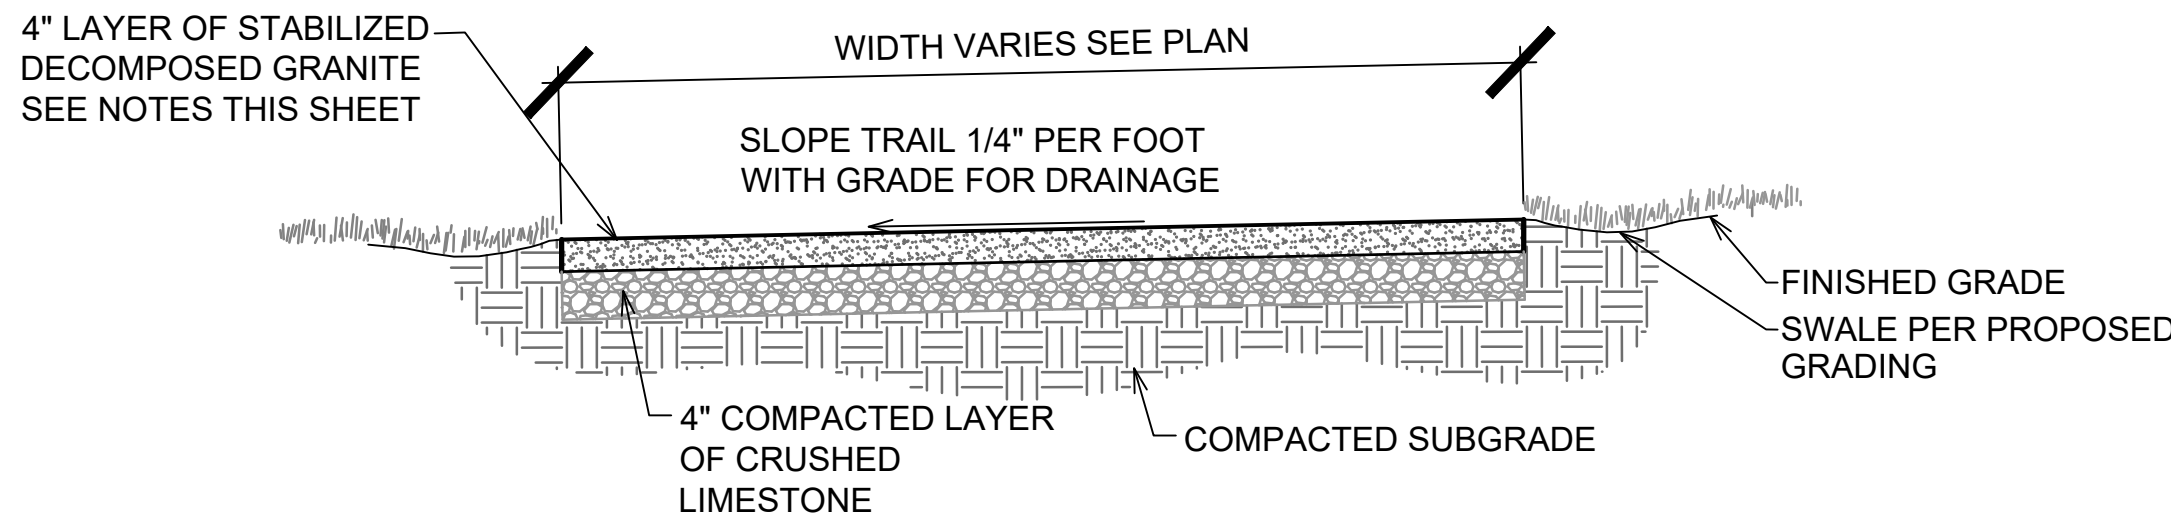 4" LAYER OF STABILIZED
DECOMPOSED GRANITE
SEE NOTES THIS SHEET
WIDTH VARIES SEE PLAN
SLOPE TRAIL 1/4" PER FOOT
WITH GRADE FOR DRAINAGE
FINISHED GRADE
SWALE PER PROPOSED
GRADING
4" COMPACTED LAYER
OF CRUSHED
LIMESTONE
COMPACTED SUBGRADE